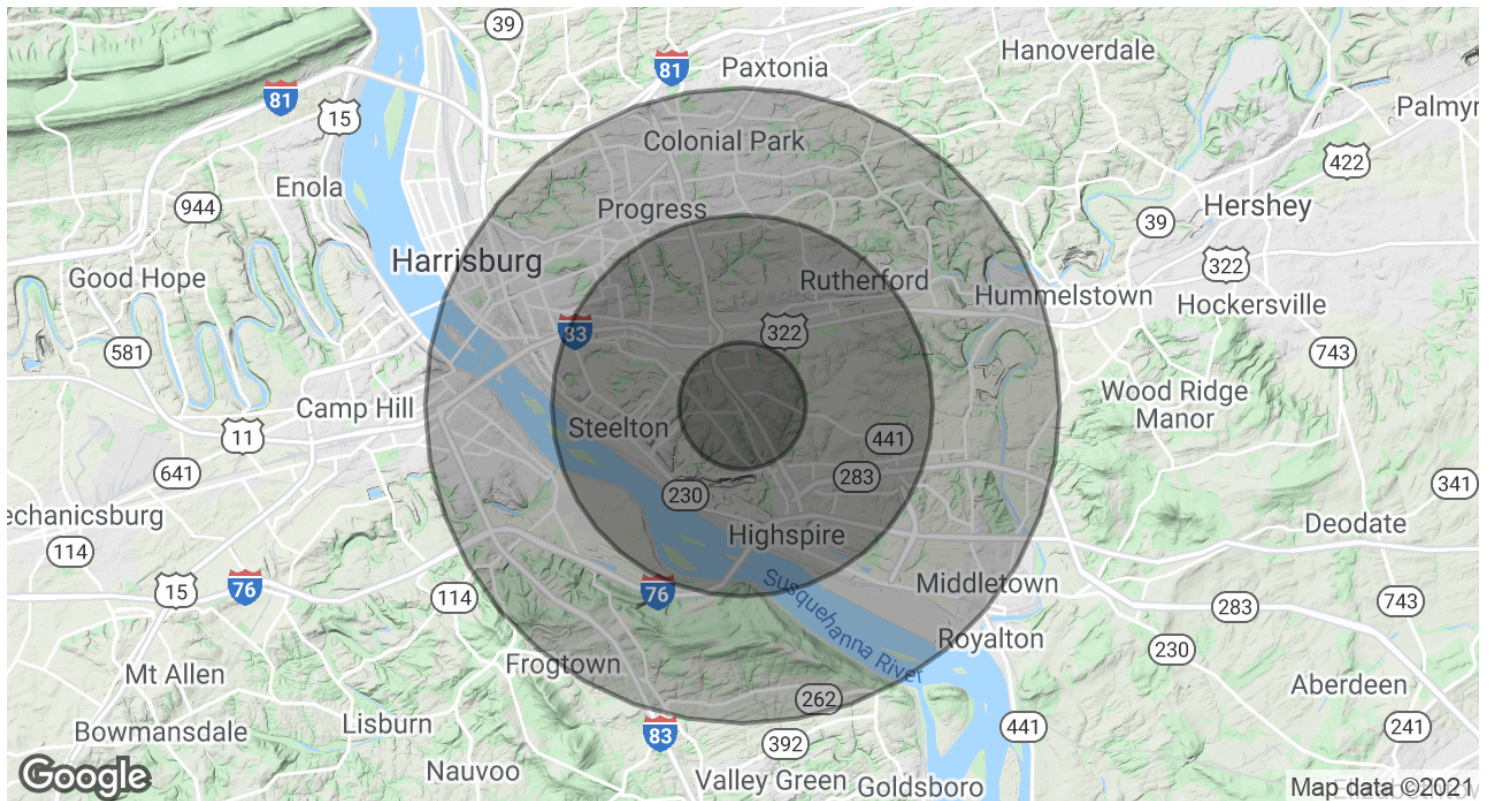 39
Hanoverdale
Paxtonia
81
81
15
Palmyr
Colonial Park
422
Enola
944
Progress
Hershey
39
Harrisburg
322
Good Hope
Rutherford
Hummelstown
Hockersville
83
322
581
743
Camp Hill
Wood Ridge
Manor
11
Steelton
441
641
283
230
341
echanicsburg
Highspire
Deodate
114
15
76
76
114
Susquehanna River
Middletown
283
743
Royalton
230
Frogtown
Mt Allen
262
Aberdeen
Bowmansdale
Lisburn
83
392
441
241
Nauvoo
Valley Green
Goldsboro
Google
Map data ©2021